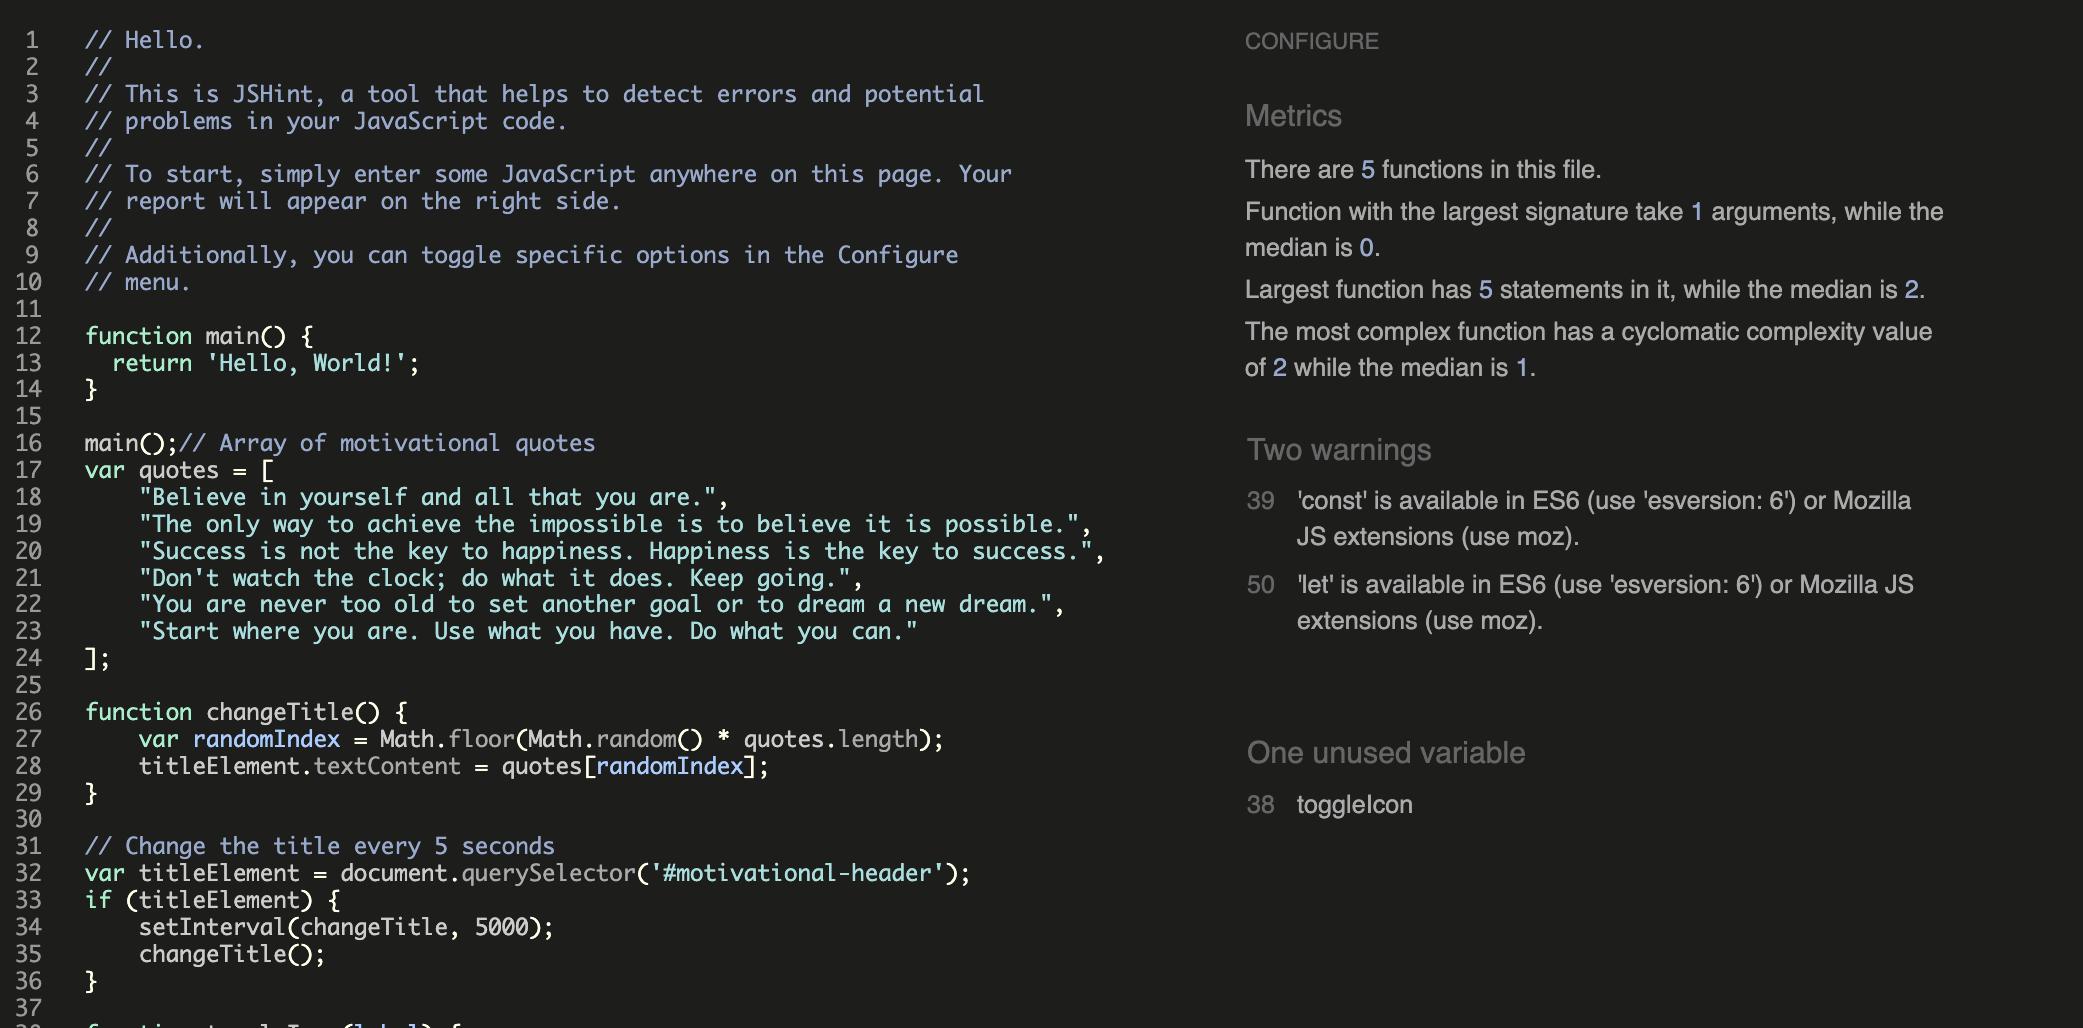 1 // Hello.
2 //
3 // This is JSHint, a tool that helps to detect errors and potential
4 // problems in your JavaScript code.
5 //
6 // To start, simply enter some JavaScript anywhere on this page. Your
7 // report will appear on the right side.
8 //
9 // Additionally, you can toggle specific options in the Configure
10 // menu.
11
12 function main() {
13   return 'Hello, World!';
14 }
15
16 main();// Array of motivational quotes
17 var quotes = [
18     "Believe in yourself and all that you are.",
19     "The only way to achieve the impossible is to believe it is possible.",
20     "Success is not the key to happiness. Happiness is the key to success.",
21     "Don't watch the clock; do what it does. Keep going.",
22     "You are never too old to set another goal or to dream a new dream.",
23     "Start where you are. Use what you have. Do what you can."
24 ];
25
26 function changeTitle() {
27     var randomIndex = Math.floor(Math.random() * quotes.length);
28     titleElement.textContent = quotes[randomIndex];
29 }
30
31 // Change the title every 5 seconds
32 var titleElement = document.querySelector('#motivational-header');
33 if (titleElement) {
34     setInterval(changeTitle, 5000);
35     changeTitle();
36 }
37
CONFIGURE
Metrics
There are 5 functions in this file.
Function with the largest signature take 1 arguments, while the
median is 0.
Largest function has 5 statements in it, while the median is 2.
The most complex function has a cyclomatic complexity value
of 2 while the median is 1.
Two warnings
39 'const' is available in ES6 (use 'esversion: 6') or Mozilla
JS extensions (use moz).
50 'let' is available in ES6 (use 'esversion: 6') or Mozilla JS
extensions (use moz).
One unused variable
38 toggleIcon